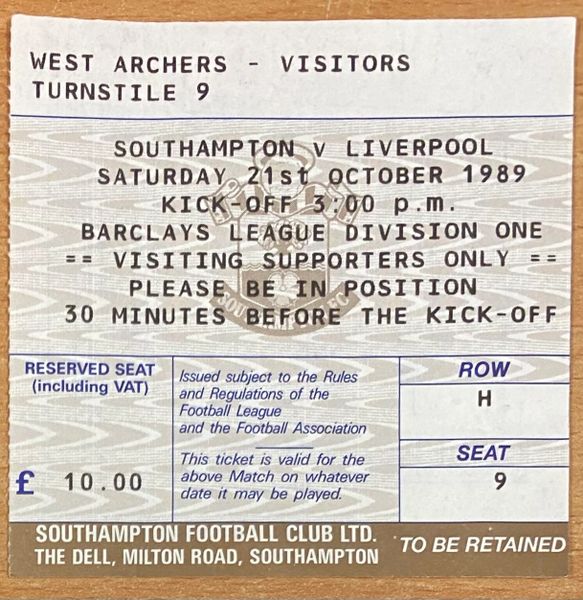 WEST ARCHERS - VISITORS
TURNSTILE 9
SOUTHAMPTON v LIVERPOOL
SATURDAY 21st OCTOBER 1989
KICK-OFF 3:00 p.m.
BARCLAYS LEAGUE DIVISION ONE
== VISITING SUPPORTERS ONLY ==
PLEASE BE IN POSITION
30 MINUTES BEFORE THE KICK-OFF
SOUTHAMPTON FC
RESERVED SEAT
(including VAT)
£ 10.00
Issued subject to the Rules
and Regulations of the
Football League
and the Football Association
This ticket is valid for the
above Match on whatever
date it may be played.
ROW
H
SEAT
9
SOUTHAMPTON FOOTBALL CLUB LTD.
THE DELL, MILTON ROAD, SOUTHAMPTON
TO BE RETAINED